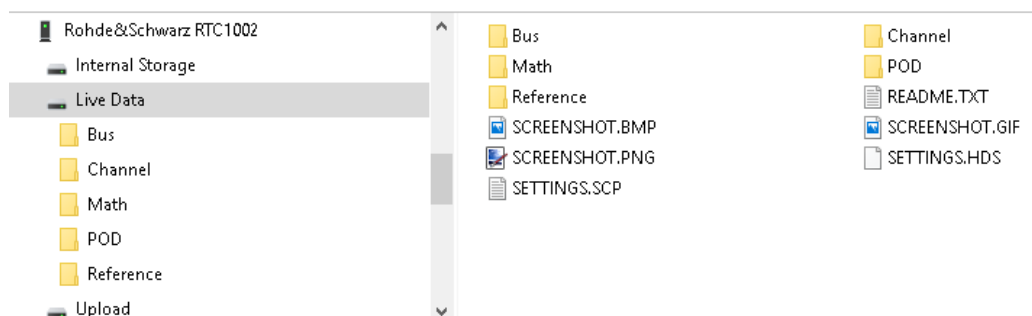 Rohde&Schwarz RTC1002
Internal Storage
Live Data
Bus
Channel
Math
POD
Reference
Upload
Bus
Channel
Math
POD
Reference
README.TXT
SCREENSHOT.BMP
SCREENSHOT.GIF
SCREENSHOT.PNG
SETTINGS.HDS
SETTINGS.SCP